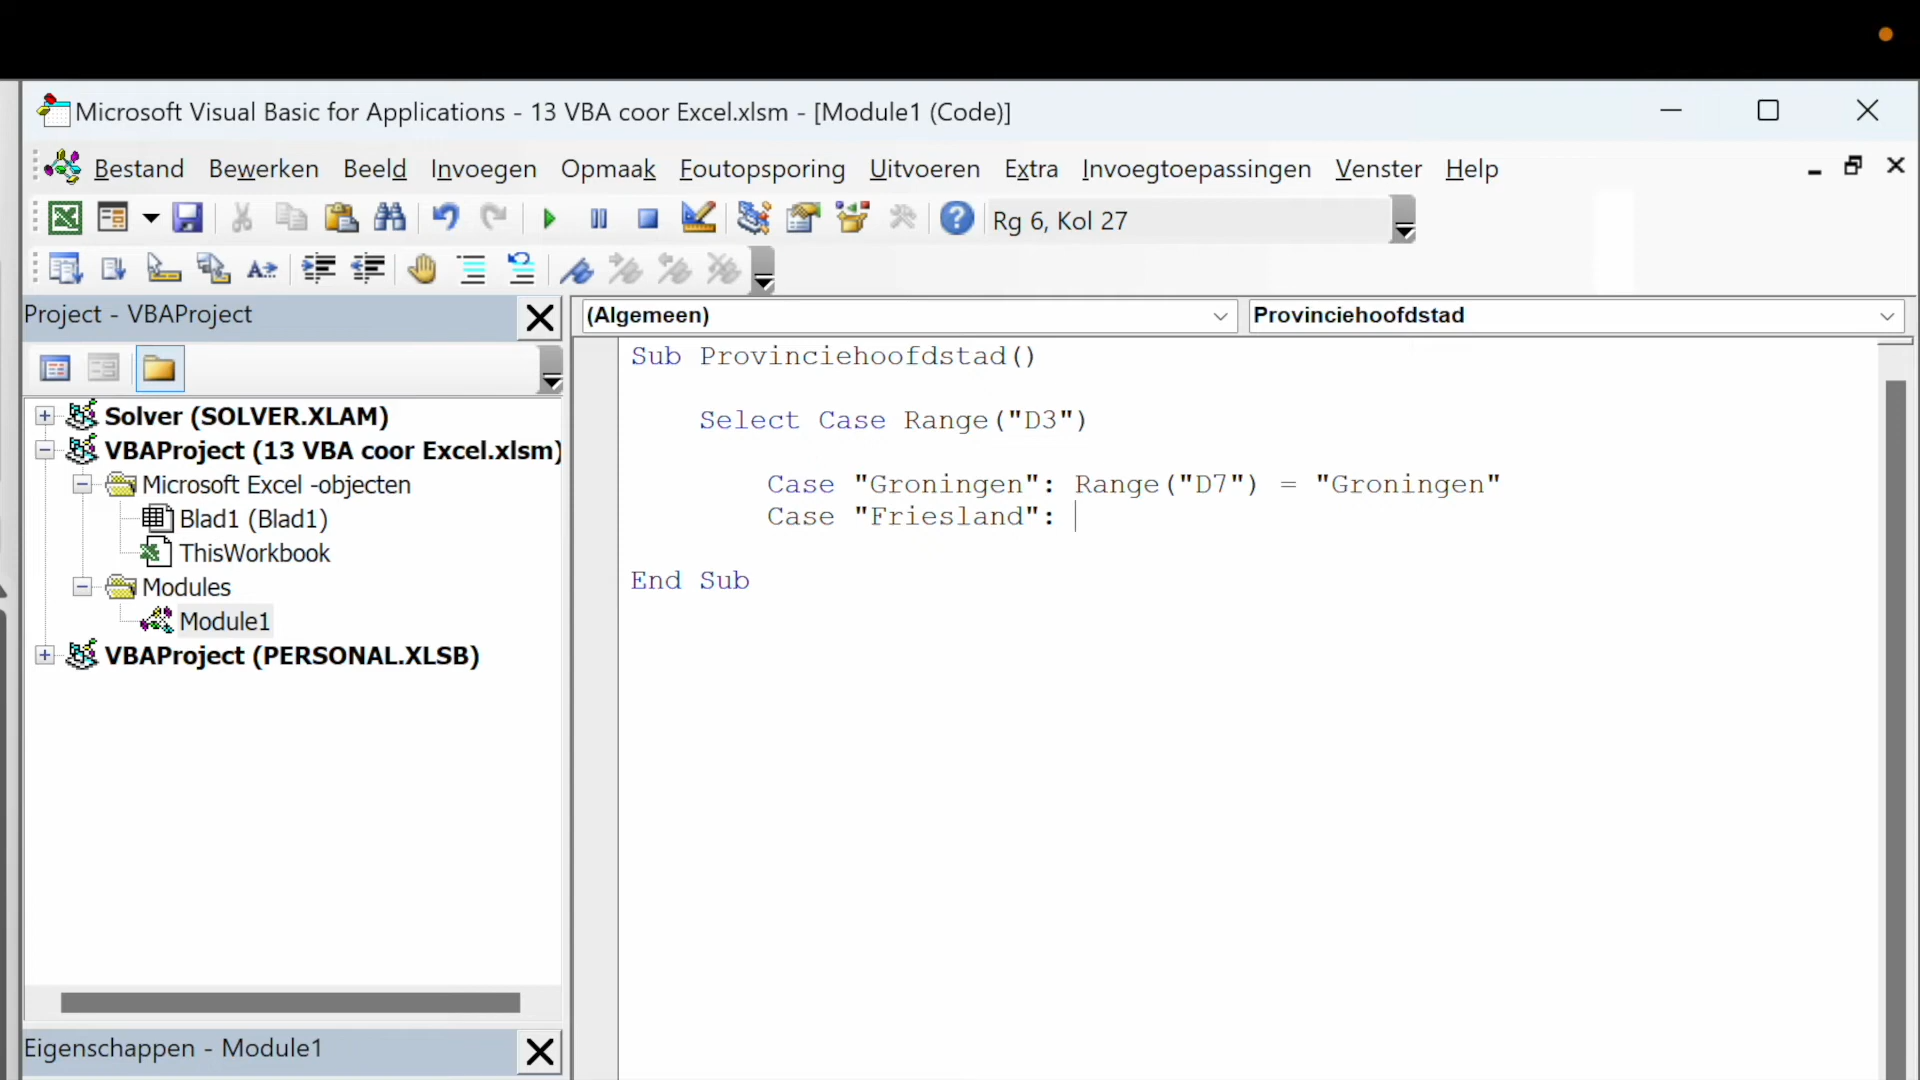 Microsoft Visual Basic for Applications - 13 VBA coor Excel.xlsm - [Module1 (Code)]
Bestand Bewerken Beeld Invoegen Opmaak Foutopsporing Uitvoeren Extra Invoegtoepassingen Venster Help
Rg 6, Kol 27
Project - VBAProject
(Algemeen)
Provinciehoofdstad
Solver (SOLVER.XLAM)
VBAProject (13 VBA coor Excel.xlsm)
Microsoft Excel -objecten
Blad1 (Blad1)
ThisWorkbook
Modules
Module1
VBAProject (PERSONAL.XLSB)
Eigenschappen - Module1
Sub Provinciehoofdstad()
Select Case Range("D3")
Case "Groningen": Range("D7") = "Groningen"
Case "Friesland":
End Sub